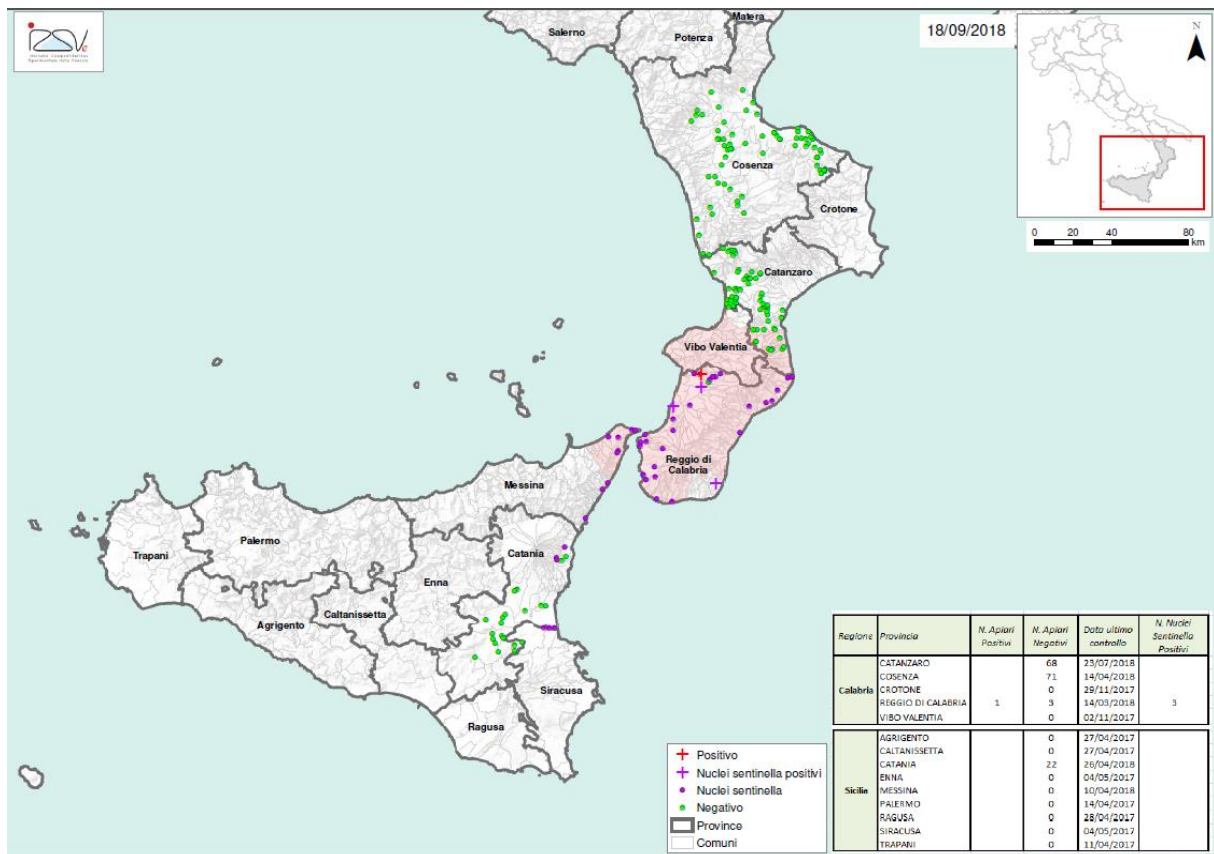 Matera
Salerno
Potenza
18/09/2018
N
Istituto Zooprofilattico
Sperimentale delle Venezie
Cosenza
Crotone
0 20 40 80
km
Catanzaro
Vibo Valentia
Reggio di
Calabria
Messina
Palermo
Trapani
Catania
Enna
Caltanissetta
Agrigento
Siracusa
Ragusa
Positivo
Nuclei sentinella positivi
Nuclei sentinella
Negativo
Province
Comuni
Regione Provincia N. Apiari Positivi N. Apiari Negativi Data ultimo controllo N. Nuclei Sentinella Positivi
Calabria
CATANZARO 68 23/07/2018
COSENZA 71 14/04/2018
CROTONE 0 29/11/2017
REGGIO DI CALABRIA 1 3 14/03/2018 3
VIBO VALENTIA 0 02/11/2017
Sicilia
AGRIGENTO 0 27/04/2017
CALTANISSETTA 0 27/04/2017
CATANIA 22 26/04/2018
ENNA 0 04/05/2017
MESSINA 0 10/04/2018
PALERMO 0 14/04/2017
RAGUSA 0 28/04/2017
SIRACUSA 0 04/05/2017
TRAPANI 0 11/04/2017